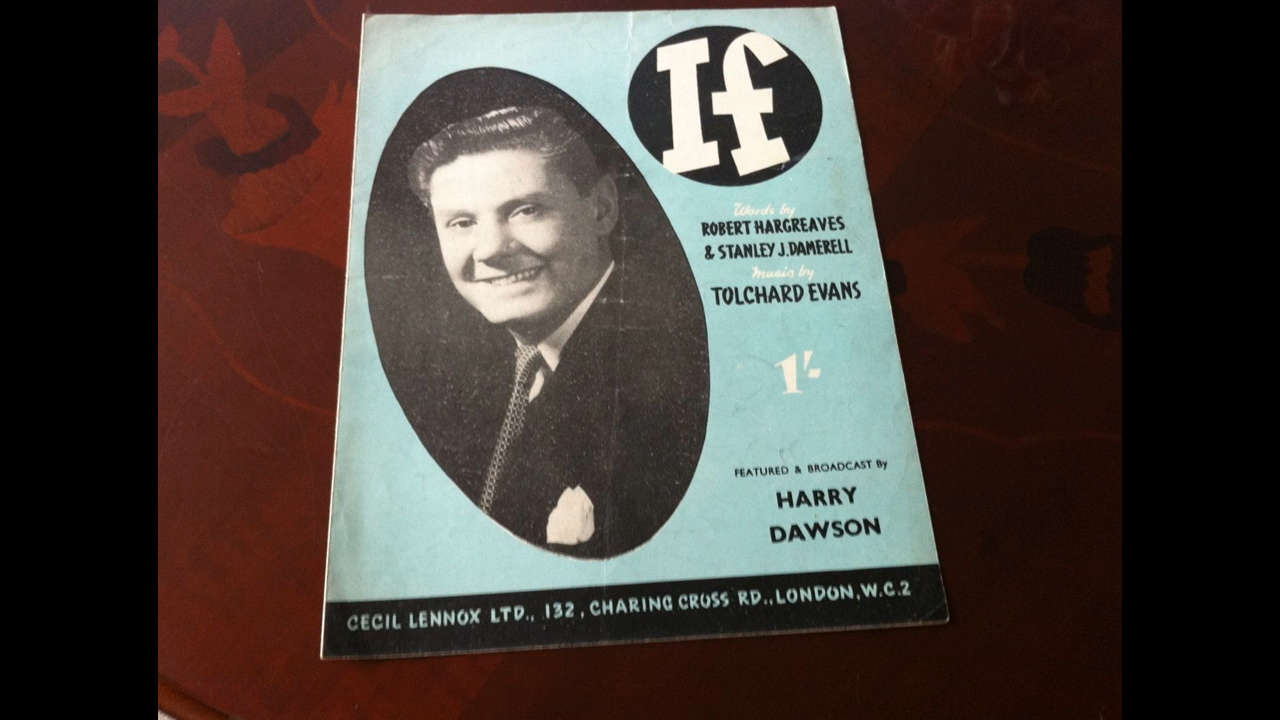 If
Words by
ROBERT HARGREAVES
& STANLEY J. DAMERELL
Music by
TOLCHARD EVANS
1/-
FEATURED & BROADCAST By
HARRY
DAWSON
CECIL LENNOX LTD., 132, CHARING CROSS RD., LONDON, W.C.2